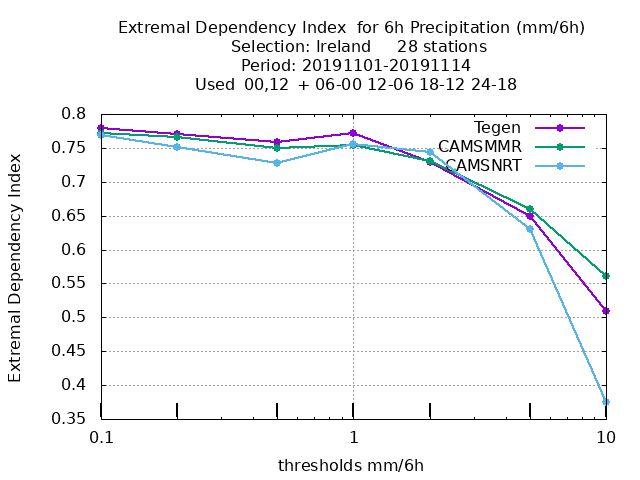 Extremal Dependency Index  for 6h Precipitation (mm/6h)
Selection: Ireland     28 stations
Period: 20191101-20191114
Used  00,12  + 06-00 12-06 18-12 24-18
Extremal Dependency Index
0.8
0.75
0.7
0.65
0.6
0.55
0.5
0.45
0.4
0.35
Tegen
CAMSMMR
CAMSNRT
0.1
1
10
thresholds mm/6h